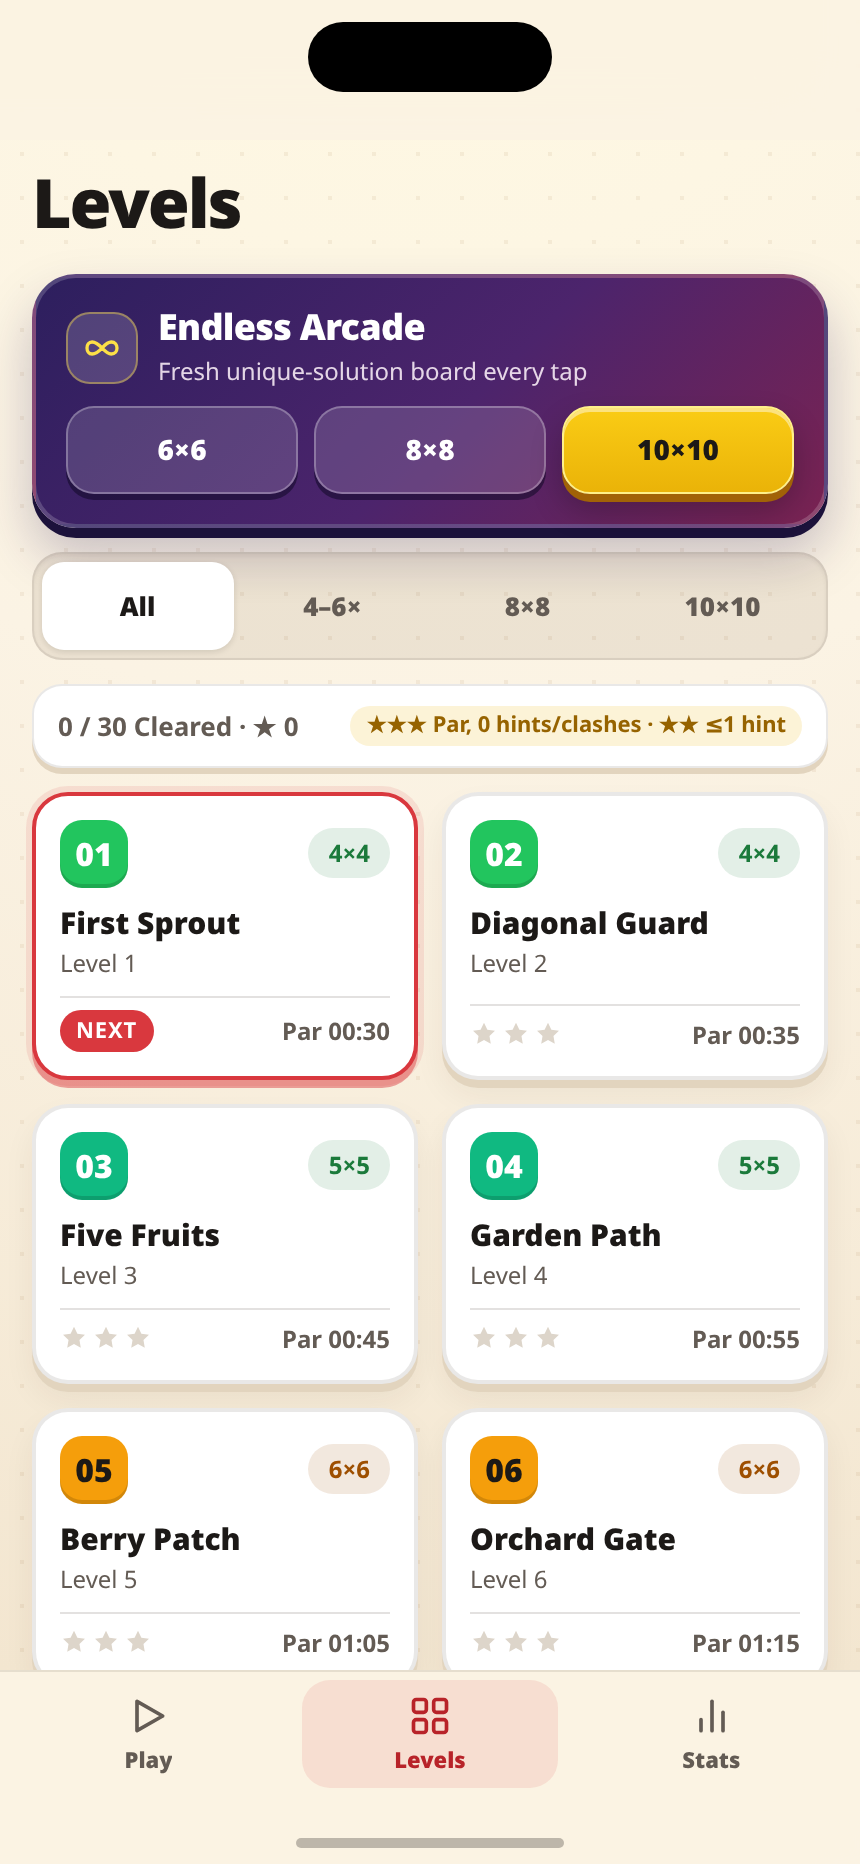 Levels
Endless Arcade
Fresh unique-solution board every tap
6×6 8×8 10×10
All 4–6× 8×8 10×10
0 / 30 Cleared · ★ 0 ★★★ Par, 0 hints/clashes · ★★ ≤1 hint
01 4×4
First Sprout
Level 1
NEXT Par 00:30
02 4×4
Diagonal Guard
Level 2
Par 00:35
03 5×5
Five Fruits
Level 3
Par 00:45
04 5×5
Garden Path
Level 4
Par 00:55
05 6×6
Berry Patch
Level 5
Par 01:05
06 6×6
Orchard Gate
Level 6
Par 01:15
Play Levels Stats